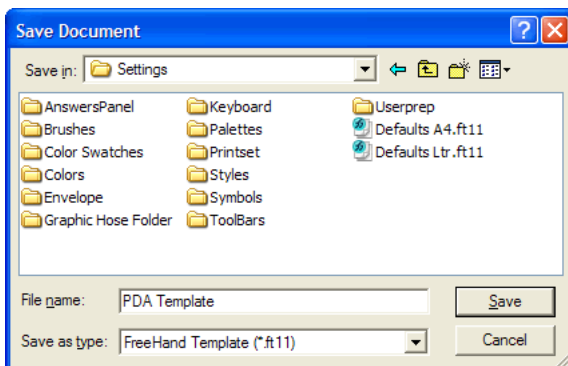 Save Document
Save in: Settings
AnswersPanel Keyboard Userprep
Brushes Palettes Defaults A4.ft11
Color Swatches Printset Defaults Ltr.ft11
Colors Styles
Envelope Symbols
Graphic Hose Folder ToolBars
File name: PDA Template Save
Save as type: FreeHand Template (*.ft11) Cancel